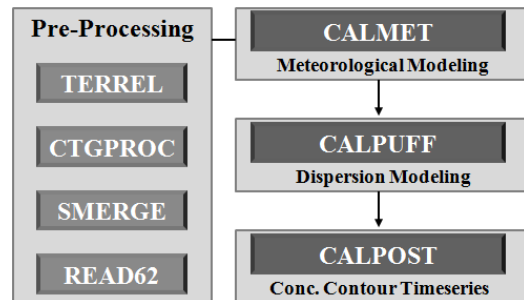 Pre-Processing
TERREL
CTGPROC
SMERGE
READ62
CALMET
Meteorological Modeling
CALPUFF
Dispersion Modeling
CALPOST
Conc. Contour Timeseries